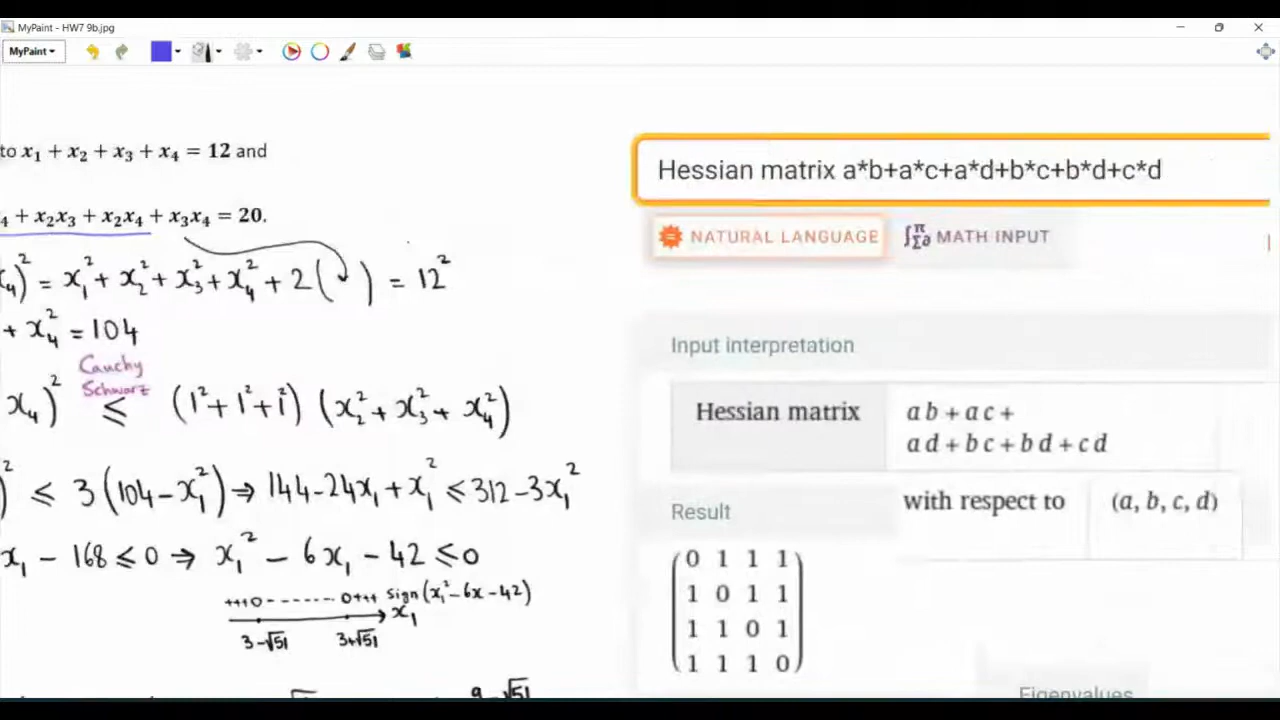 MyPaint - HW7 9b.jpg
MyPaint
to x₁ + x₂ + x₃ + x₄ = 12 and
₄ + x₂x₃ + x₂x₄ + x₃x₄ = 20.
x₄)² = x₁² + x₂² + x₃² + x₄² + 2( ) = 12²
+ x₄² = 104
Cauchy
Schwarz
x₄)² ≤ (1²+1²+1²) (x₂²+x₃²+x₄²)
)² ≤ 3(104-x₁²) ⇒ 144-24x₁+x₁² ≤ 312-3x₁²
x₁ - 168 ≤ 0 ⇒ x₁² - 6x₁ - 42 ≤ 0
+++0-------0+++ Sign(x₁²-6x-42)
x₁
3-√51 3+√51
9-√51
Hessian matrix a*b+a*c+a*d+b*c+b*d+c*d
NATURAL LANGUAGE
∫Σ∂π MATH INPUT
Input interpretation
Hessian matrix
a b + a c +
a d + b c + b d + c d
with respect to (a, b, c, d)
Result
0 1 1 1
1 0 1 1
1 1 0 1
1 1 1 0
Eigenvalues